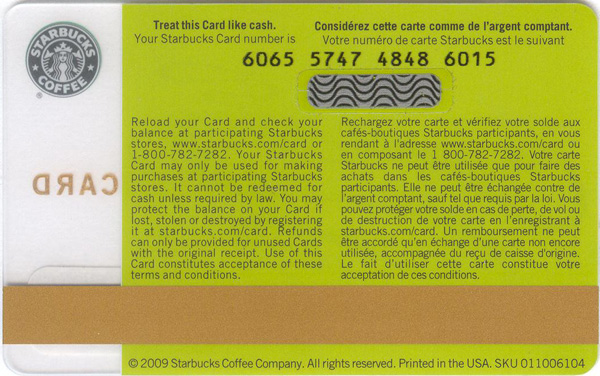 STARBUCKS
COFFEE
®
CARD
Treat this Card like cash.
Your Starbucks Card number is
Considérez cette carte comme de l'argent comptant.
Votre numéro de carte Starbucks est le suivant
6065 5747 4848 6015
Reload your Card and check your
balance at participating Starbucks
stores, www.starbucks.com/card or
1-800-782-7282. Your Starbucks
Card may only be used for making
purchases at participating Starbucks
stores. It cannot be redeemed for
cash unless required by law. You may
protect the balance on your Card if
lost, stolen or destroyed by registering
it at starbucks.com/card. Refunds
can only be provided for unused Cards
with the original receipt. Use of this
Card constitutes acceptance of these
terms and conditions.
Rechargez votre carte et vérifiez votre solde aux
cafés-boutiques Starbucks participants, en vous
rendant à l'adresse www.starbucks.com/card ou
en composant le 1 800-782-7282. Votre carte
Starbucks ne peut être utilisée que pour faire des
achats dans les cafés-boutiques Starbucks
participants. Elle ne peut être échangée contre de
l'argent comptant, sauf tel que requis par la loi. Vous
pouvez protéger votre solde en cas de perte, de vol ou
de destruction de votre carte en l'enregistrant à
starbucks.com/card. Un remboursement ne peut
être accordé qu'en échange d'une carte non encore
utilisée, accompagnée du reçu de caisse d'origine.
Le fait d'utiliser cette carte constitue votre
acceptation de ces conditions.
© 2009 Starbucks Coffee Company. All rights reserved. Printed in the USA. SKU 011006104